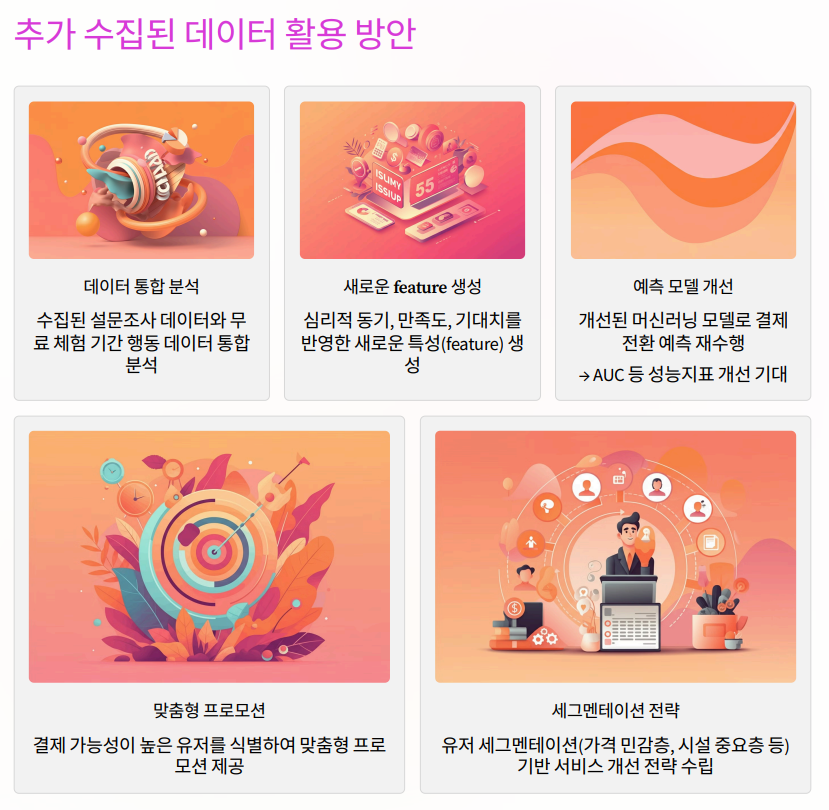 추가 수집된 데이터 활용 방안
ISUMY
ISSIUP
55
데이터 통합 분석
수집된 설문조사 데이터와 무
료 체험 기간 행동 데이터 통합
분석
새로운 feature 생성
심리적 동기, 만족도, 기대치를
반영한 새로운 특성(feature) 생
성
예측 모델 개선
개선된 머신러닝 모델로 결제
전환 예측 재수행
→ AUC 등 성능지표 개선 기대
맞춤형 프로모션
결제 가능성이 높은 유저를 식별하여 맞춤형 프로
모션 제공
세그멘테이션 전략
유저 세그멘테이션(가격 민감층, 시설 중요층 등)
기반 서비스 개선 전략 수립